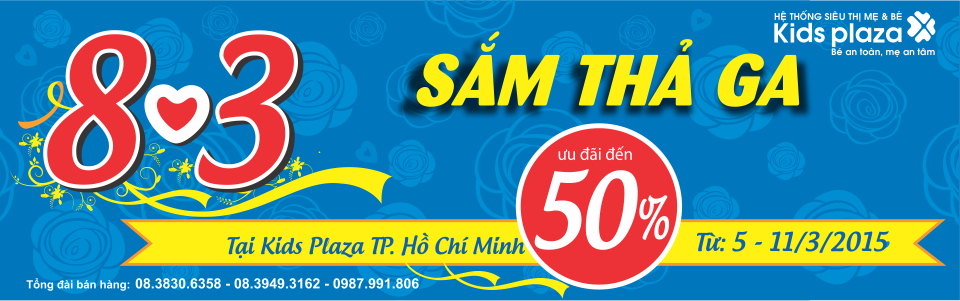 HỆ THỐNG SIÊU THỊ MẸ & BÉ
Kids plaza
Bé an toàn, mẹ an tâm
8 3
SẮM THẢ GA
ưu đãi đến
50%
Tại Kids Plaza TP. Hồ Chí Minh
Từ: 5 - 11/3/2015
Tổng đài bán hàng: 08.3830.6358 - 08.3949.3162 - 0987.991.806